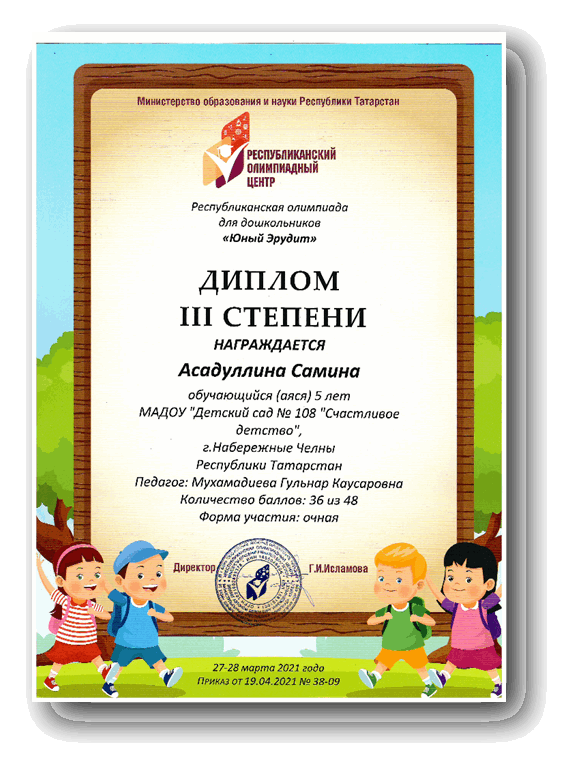 Министерство образования и науки Республики Татарстан
РЕСПУБЛИКАНСКИЙ
ОЛИМПИАДНЫЙ
ЦЕНТР
Республиканская олимпиада
для дошкольников
«Юный Эрудит»
ДИПЛОМ
III СТЕПЕНИ
НАГРАЖДАЕТСЯ
Асадуллина Самина
обучающийся (аяся) 5 лет
МАДОУ "Детский сад № 108 "Счастливое
детство",
г.Набережные Челны
Республики Татарстан
Педагог: Мухамадиева Гульнар Каусаровна
Количество баллов: 36 из 48
Форма участия: очная
Директор Г.И.Исламова
27-28 марта 2021 года
Приказ от 19.04.2021 № 38-09